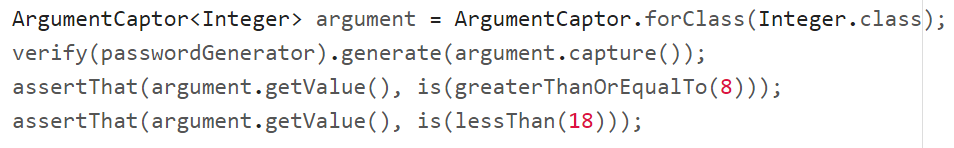 ArgumentCaptor<Integer> argument = ArgumentCaptor.forClass(Integer.class);
verify(passwordGenerator).generate(argument.capture());
assertThat(argument.getValue(), is(greaterThanOrEqualTo(8)));
assertThat(argument.getValue(), is(lessThan(18)));